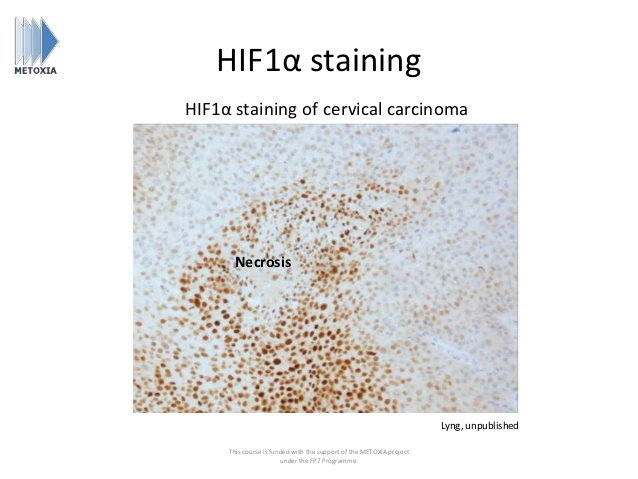 METOXIA
HIF1α staining
HIF1α staining of cervical carcinoma
Necrosis
Lyng, unpublished
This course is funded with the support of the METOXIA project
under the FP7 Programme.